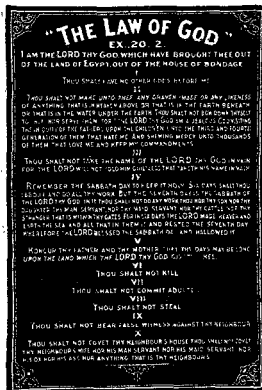 "THE LAW OF GOD"
EX. 20. 2.
I AM THE LORD THY GOD WHICH HAVE BROUGHT THEE OUT
OF THE LAND OF EGYPT, OUT OF THE HOUSE OF BONDAGE
I
THOU SHALT HAVE NO OTHER GODS BEFORE ME
II
THOU SHALT NOT MAKE UNTO THEE ANY GRAVEN IMAGE OR ANY LIKENESS
OF ANYTHING THAT IS IN HEAVEN ABOVE OR THAT IS IN THE EARTH BENEATH
OR THAT IS IN THE WATER UNDER THE EARTH THOU SHALT NOT BOW DOWN THYSELF
TO THEM NOR SERVE THEM FOR I THE LORD THY GOD AM A JEALOUS GOD VISITING
THE INIQUITY OF THE FATHERS UPON THE CHILDREN UNTO THE THIRD AND FOURTH
GENERATION OF THEM THAT HATE ME AND SHEWING MERCY UNTO THOUSANDS
OF THEM THAT LOVE ME AND KEEP MY COMMANDMENTS
III
THOU SHALT NOT TAKE THE NAME OF THE LORD THY GOD IN VAIN
FOR THE LORD WILL NOT HOLD HIM GUILTLESS THAT TAKETH HIS NAME IN VAIN
IV
REMEMBER THE SABBATH DAY TO KEEP IT HOLY SIX DAYS SHALT THOU
LABOUR AND DO ALL THY WORK BUT THE SEVENTH DAY IS THE SABBATH OF
THE LORD THY GOD IN IT THOU SHALT NOT DO ANY WORK THOU NOR THY SON NOR THY
DAUGHTER THY MAN SERVANT NOR THY MAID SERVANT NOR THY CATTLE NOR THY
STRANGER THAT IS WITHIN THY GATES FOR IN SIX DAYS THE LORD MADE HEAVEN AND
EARTH THE SEA AND ALL THAT IN THEM IS AND RESTED THE SEVENTH DAY
WHEREFORE THE LORD BLESSED THE SABBATH DAY AND HALLOWED IT
V
HONOUR THY FATHER AND THY MOTHER THAT THY DAYS MAY BE LONG
UPON THE LAND WHICH THE LORD THY GOD
VI
THOU SHALT NOT KILL
VII
THOU SHALT NOT COMMIT ADULTERY
VIII
THOU SHALT NOT STEAL
IX
THOU SHALT NOT BEAR FALSE WITNESS AGAINST THY NEIGHBOUR
X
THOU SHALT NOT COVET THY NEIGHBOUR'S HOUSE THOU SHALT NOT COVET
THY NEIGHBOUR'S WIFE NOR HIS MAN SERVANT NOR HIS MAID SERVANT NOR
HIS OX NOR HIS ASS NOR ANYTHING THAT IS THY NEIGHBOURS